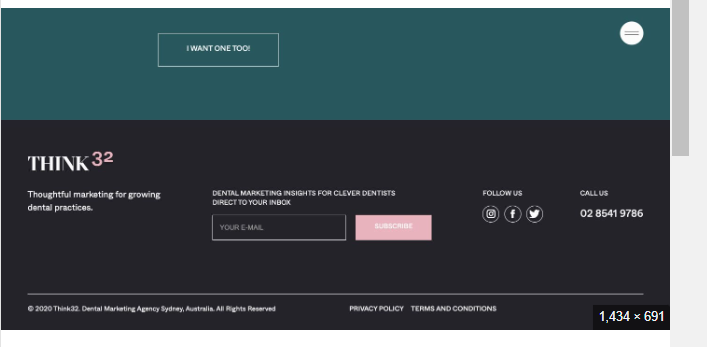 I WANT ONE TOO!
THINK32
Thoughtful marketing for growing
dental practices.
DENTAL MARKETING INSIGHTS FOR CLEVER DENTISTS
DIRECT TO YOUR INBOX
YOUR E-MAIL
SUBSCRIBE
FOLLOW US
CALL US
02 8541 9786
© 2020 Think32. Dental Marketing Agency Sydney, Australia. All Rights Reserved
PRIVACY POLICY TERMS AND CONDITIONS
1,434 × 691